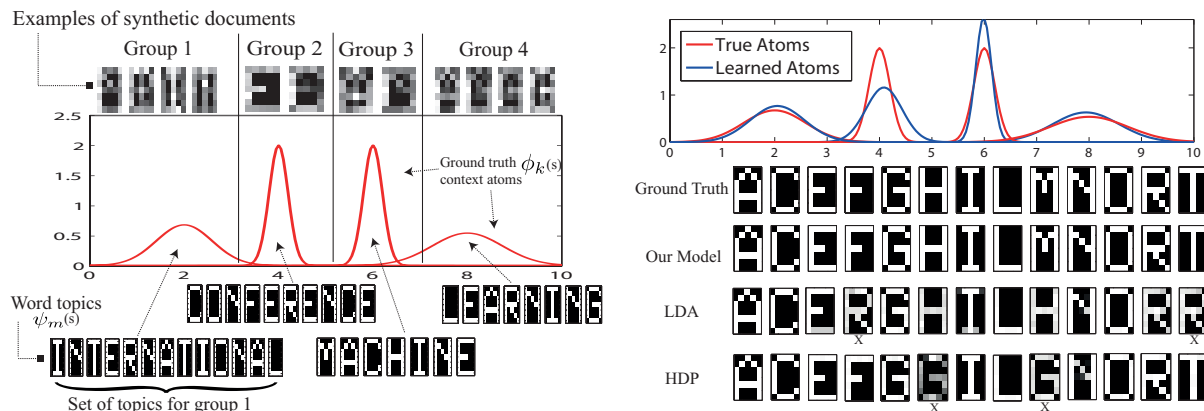 Examples of synthetic documents
Group 1
Group 2
Group 3
Group 4
2.5
2
1.5
1
0.5
0
0
2
4
6
8
10
Ground truth ϕk(s)
context atoms
Word topics
ψm(s)
CONFERENCE
LEARNING
INTERNATIONAL
MACHINE
Set of topics for group 1
2
1
0
True Atoms
Learned Atoms
0 1 2 3 4 5 6 7 8 9 10
Ground Truth
A C E F G H I L M N O R T
Our Model
A C E F G H I L M N O R T
LDA
X
X
HDP
X
X